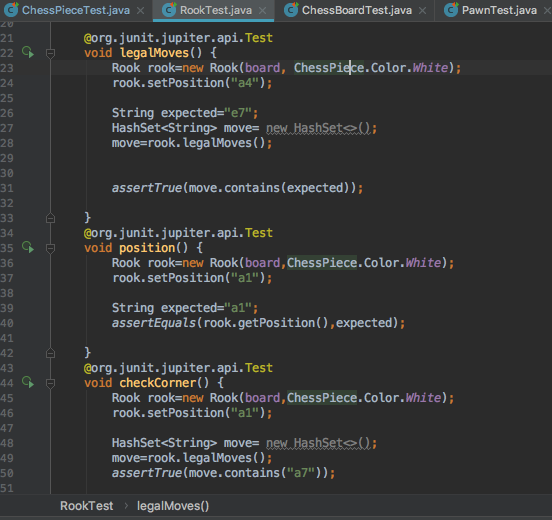 ChessPieceTest.java × RookTest.java × ChessBoardTest.java × PawnTest.java ×
20
21 @org.junit.jupiter.api.Test
22 void legalMoves() {
23 Rook rook=new Rook(board, ChessPiece.Color.White);
24 rook.setPosition("a4");
25
26 String expected="e7";
27 HashSet<String> move= new HashSet<>();
28 move=rook.legalMoves();
29
30
31 assertTrue(move.contains(expected));
32
33 }
34 @org.junit.jupiter.api.Test
35 void position() {
36 Rook rook=new Rook(board,ChessPiece.Color.White);
37 rook.setPosition("a1");
38
39 String expected="a1";
40 assertEquals(rook.getPosition(),expected);
41
42 }
43 @org.junit.jupiter.api.Test
44 void checkCorner() {
45 Rook rook=new Rook(board,ChessPiece.Color.White);
46 rook.setPosition("a1");
47
48 HashSet<String> move= new HashSet<>();
49 move=rook.legalMoves();
50 assertTrue(move.contains("a7"));
51
RookTest › legalMoves()